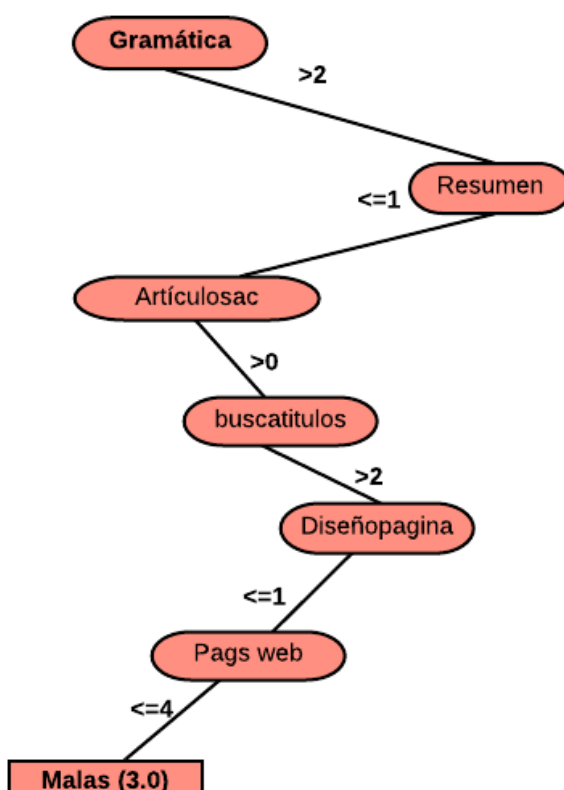 Gramática
>2
Resumen
<=1
Artículosac
>0
buscatitulos
>2
Diseñopagina
<=1
Pags web
<=4
Malas (3.0)